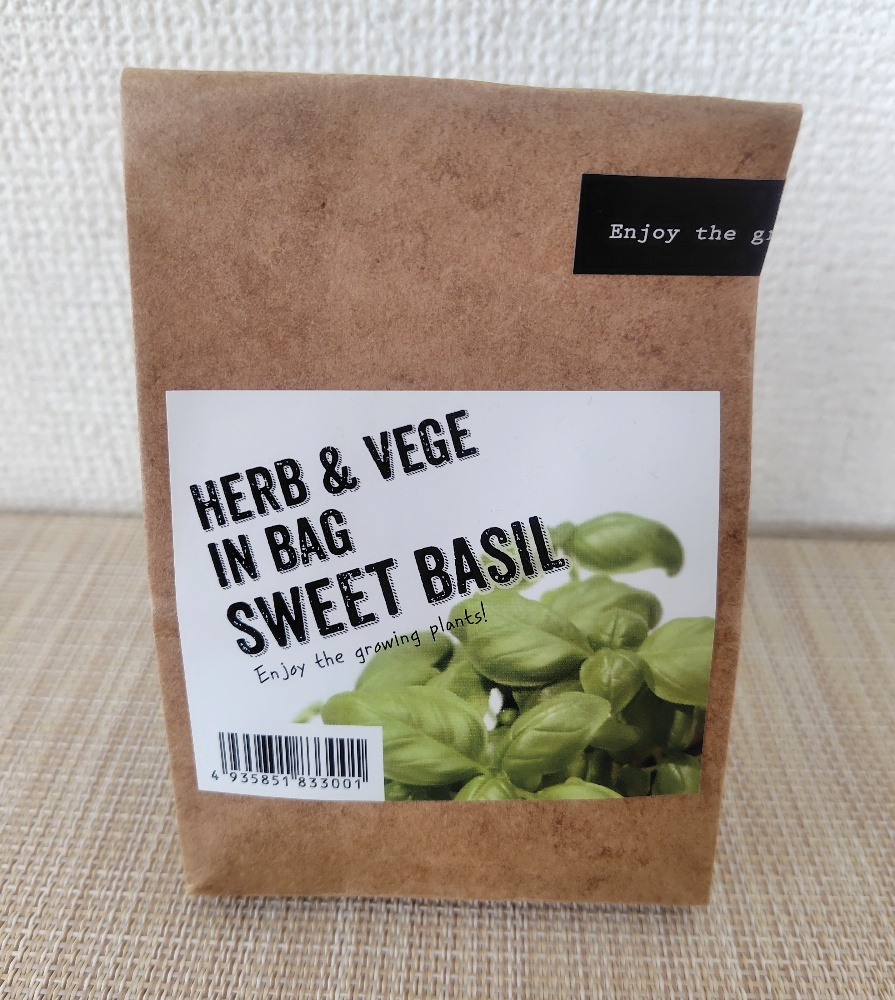 Enjoy the
HERB & VEGE
IN BAG
SWEET BASIL
Enjoy the growing plants!
4 935851 833001